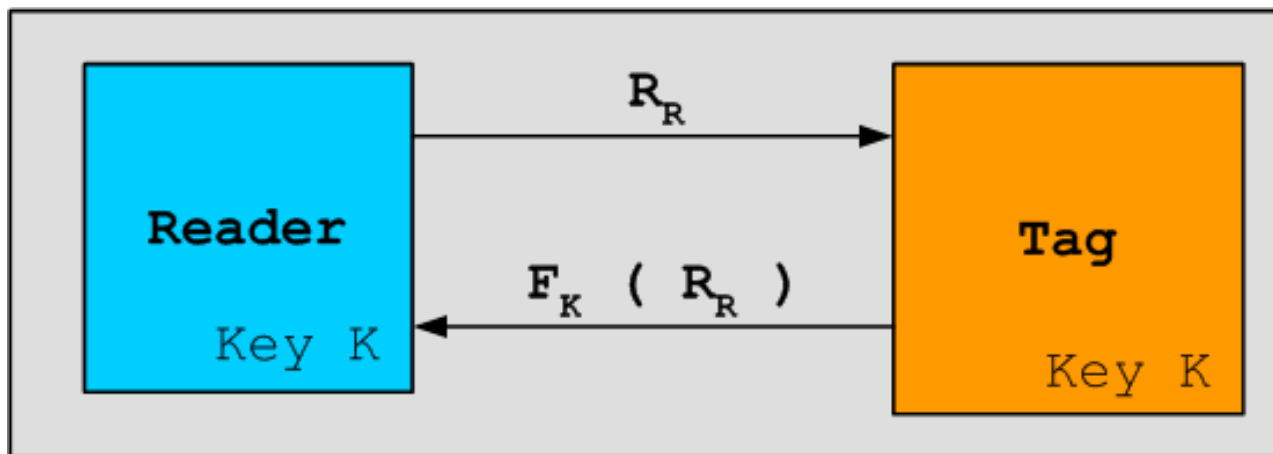 R_R
Reader
Tag
F_K ( R_R )
Key K
Key K